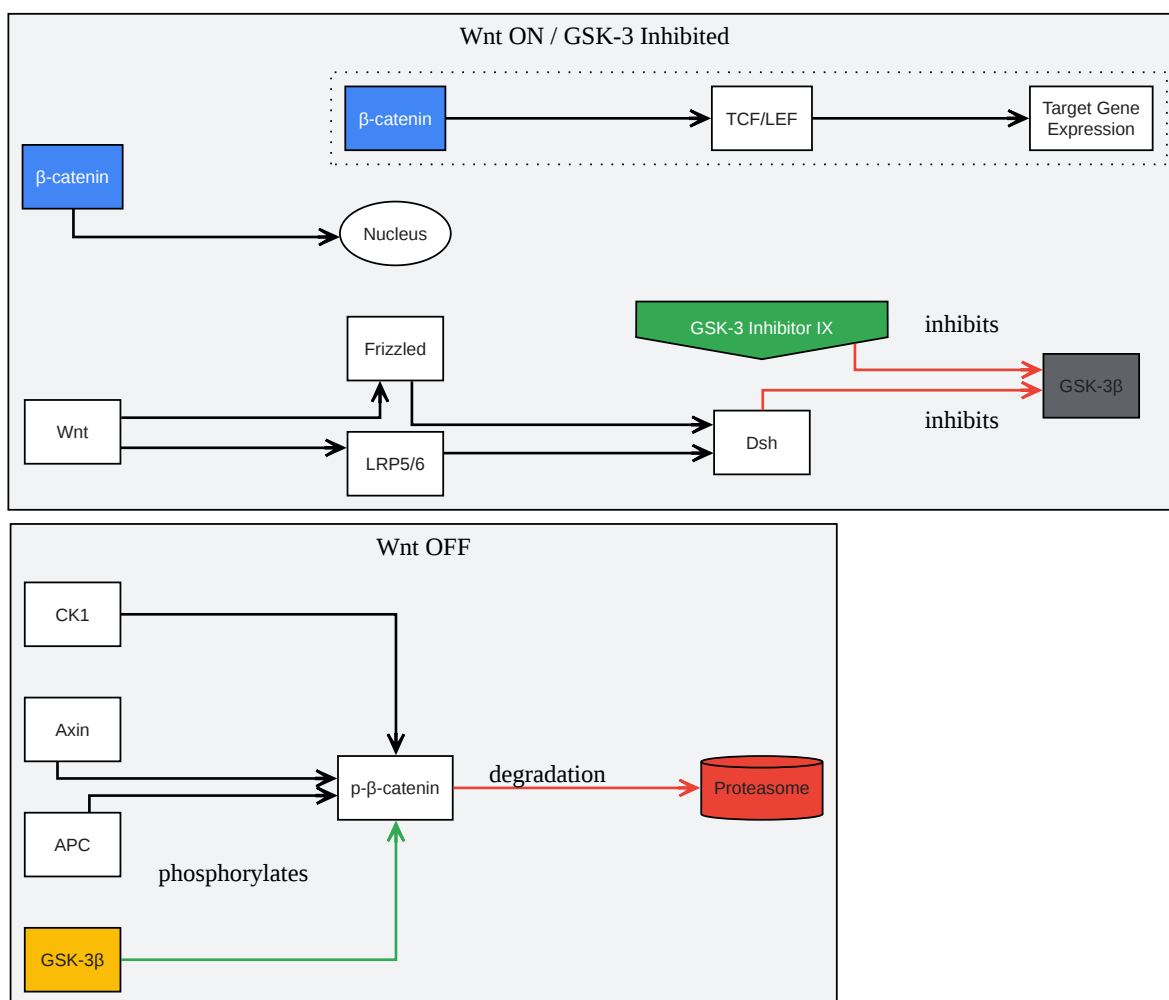 Wnt ON / GSK-3 Inhibited
β-catenin
TCF/LEF
Target Gene
Expression
β-catenin
Nucleus
GSK-3 Inhibitor IX
inhibits
Frizzled
GSK-3β
Wnt
inhibits
Dsh
LRP5/6
Wnt OFF
CK1
Axin
degradation
p-β-catenin
Proteasome
APC
phosphorylates
GSK-3β